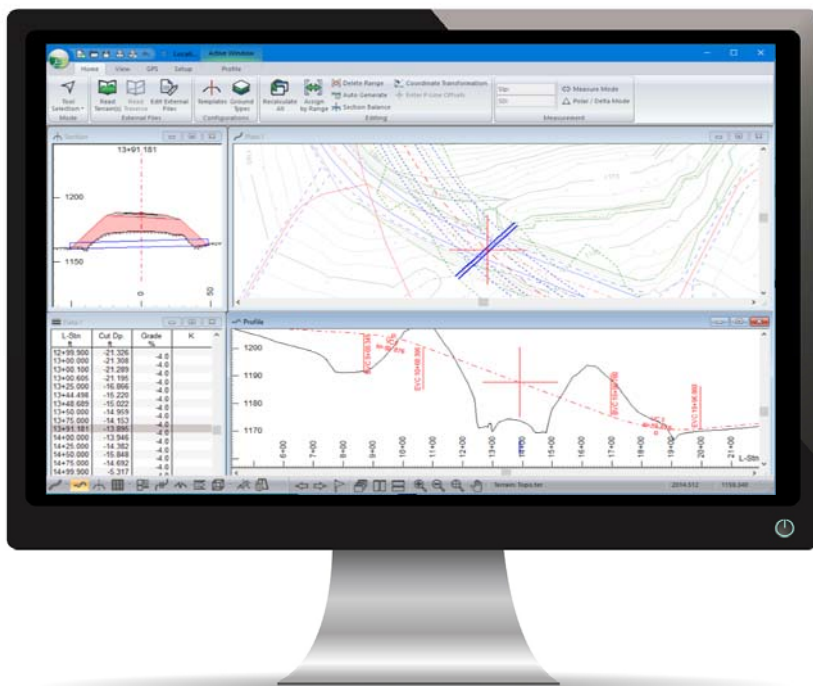 Locati... Active Window
Home View GPS Setup Profile
Tool Selection
Read Terrain(s)
Read Traverse
Edit External Files
Templates
Ground Types
Recalculate All
Assign by Range
Delete Range
Auto Generate
Section Balance
Coordinate Transformation
Enter P-Line Offsets
Measure Mode
Polar / Delta Mode
Mode External Files Configurations Editing Measurement
Section
13+91.181
1200
1150
0
50
L-Stn Cut Dp. Grade K
ft ft %
12+99.900 -21.326
-4.0
13+00.000 -21.308
-4.0
13+00.100 -21.289
-4.0
13+00.605 -21.195
-4.0
13+25.000 -16.866
-4.0
13+44.498 -15.220
-4.0
13+48.689 -15.022
-4.0
13+50.000 -14.959
-4.0
13+75.000 -14.153
-4.0
13+91.181 -13.895
-4.0
14+00.000 -13.946
-4.0
14+25.000 -14.382
-4.0
14+50.000 -15.848
-4.0
14+75.000 -14.692
-4.0
14+99.900 -5.317
Profile
1200
1190
1180
1170
6+00
7+00
8+00
9+00
10+00
11+00
12+00
13+00
15+00
16+00
17+00
18+00
19+00
20+00
21+00
L-Stn